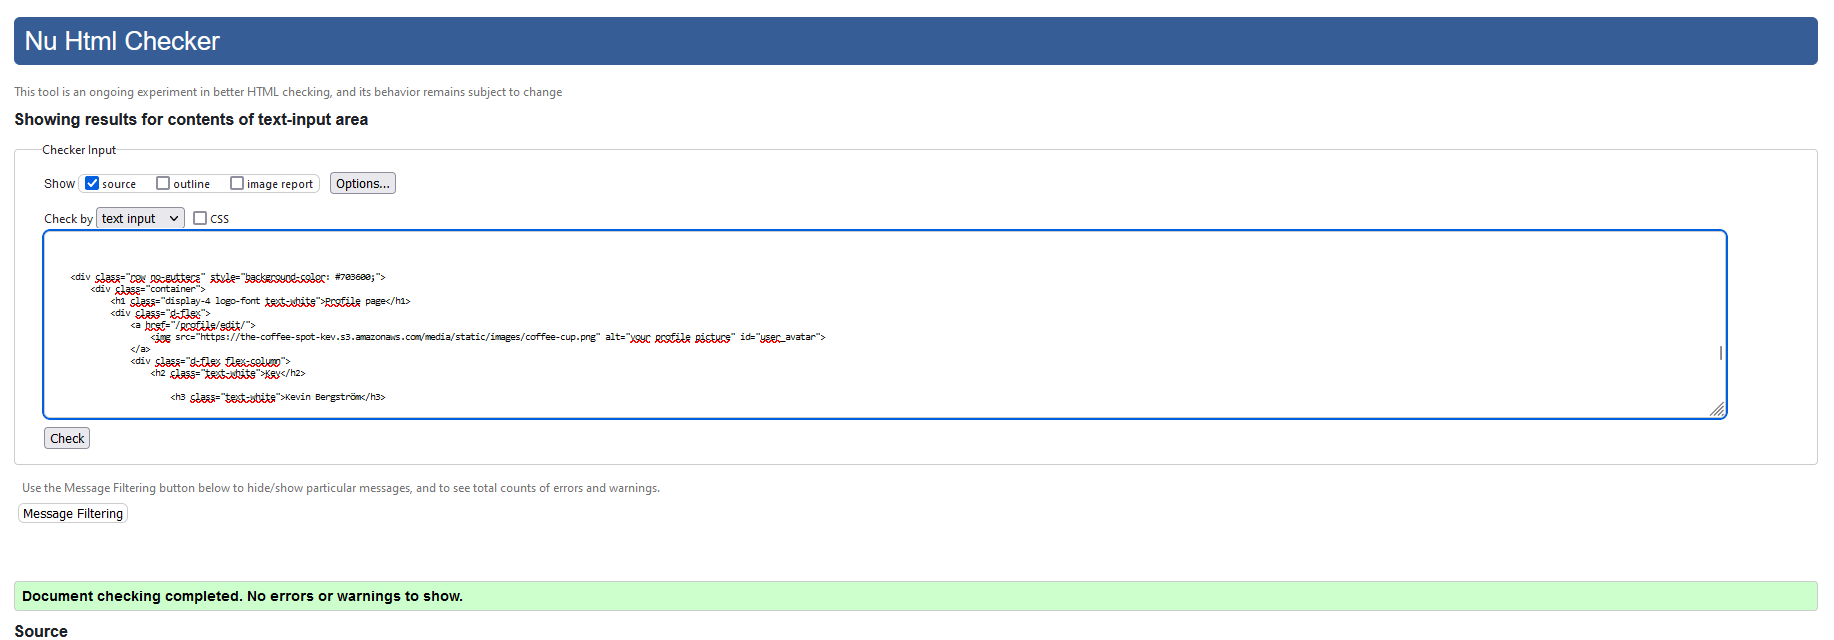 Nu Html Checker
This tool is an ongoing experiment in better HTML checking, and its behavior remains subject to change
Showing results for contents of text-input area
Checker Input
Show source outline image report Options...
Check by text input CSS
<div class="row no-gutters" style="background-color: #703600;">
<div class="container">
<h1 class="display-4 logo-font text-white">Profile page</h1>
<div class="d-flex">
<a href="/profile/edit/">
<img src="https://the-coffee-spot-kev.s3.amazonaws.com/media/static/images/coffee-cup.png" alt="your profile picture" id="user_avatar">
</a>
<div class="d-flex flex-column">
<h2 class="text-white">Kev</h2>
<h3 class="text-white">Kevin Bergström</h3>
Check
Use the Message Filtering button below to hide/show particular messages, and to see total counts of errors and warnings.
Message Filtering
Document checking completed. No errors or warnings to show.
Source